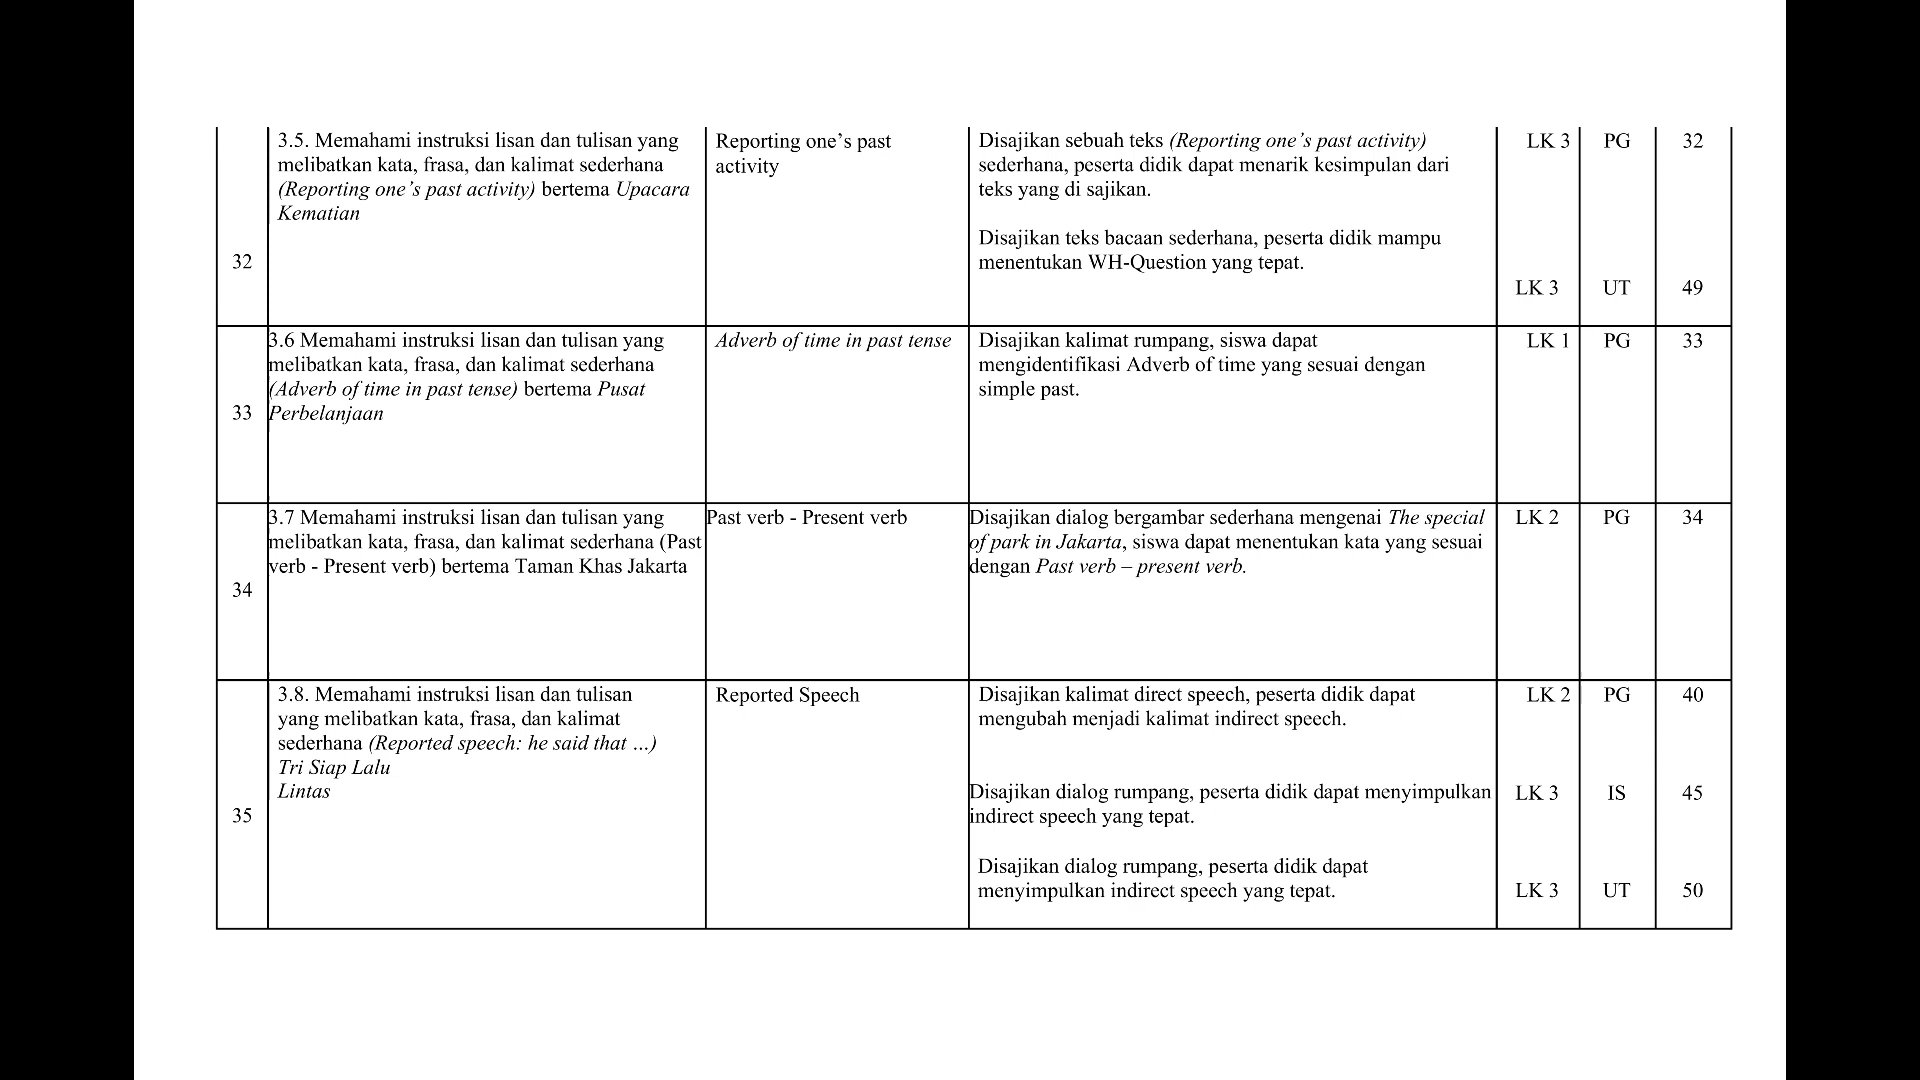 3.5. Memahami instruksi lisan dan tulisan yang
melibatkan kata, frasa, dan kalimat sederhana
(Reporting one’s past activity) bertema Upacara
Kematian
32
Reporting one’s past
activity
Disajikan sebuah teks (Reporting one’s past activity)
sederhana, peserta didik dapat menarik kesimpulan dari
teks yang di sajikan.
Disajikan teks bacaan sederhana, peserta didik mampu
menentukan WH-Question yang tepat.
LK 3 PG 32
LK 3 UT 49
3.6 Memahami instruksi lisan dan tulisan yang
melibatkan kata, frasa, dan kalimat sederhana
(Adverb of time in past tense) bertema Pusat
Perbelanjaan
33
Adverb of time in past tense
Disajikan kalimat rumpang, siswa dapat
mengidentifikasi Adverb of time yang sesuai dengan
simple past.
LK 1 PG 33
3.7 Memahami instruksi lisan dan tulisan yang
melibatkan kata, frasa, dan kalimat sederhana (Past
verb - Present verb) bertema Taman Khas Jakarta
34
Past verb - Present verb
Disajikan dialog bergambar sederhana mengenai The special
of park in Jakarta, siswa dapat menentukan kata yang sesuai
dengan Past verb – present verb.
LK 2 PG 34
3.8. Memahami instruksi lisan dan tulisan
yang melibatkan kata, frasa, dan kalimat
sederhana (Reported speech: he said that ...)
Tri Siap Lalu
Lintas
35
Reported Speech
Disajikan kalimat direct speech, peserta didik dapat
mengubah menjadi kalimat indirect speech.
LK 2 PG 40
Disajikan dialog rumpang, peserta didik dapat menyimpulkan
indirect speech yang tepat.
LK 3 IS 45
Disajikan dialog rumpang, peserta didik dapat
menyimpulkan indirect speech yang tepat.
LK 3 UT 50